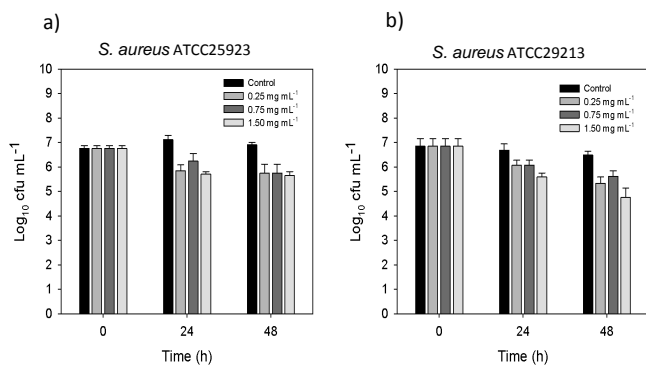 a)
S. aureus ATCC25923
10
9
8
7
6
5
4
3
2
1
0
Log10 cfu mL-1
Control
0.25 mg mL-1
0.75 mg mL-1
1.50 mg mL-1
0 24 48
Time (h)
b)
S. aureus ATCC29213
10
9
8
7
6
5
4
3
2
1
0
Log10 cfu mL-1
Control
0.25 mg mL-1
0.75 mg mL-1
1.50 mg mL-1
0 24 48
Time (h)